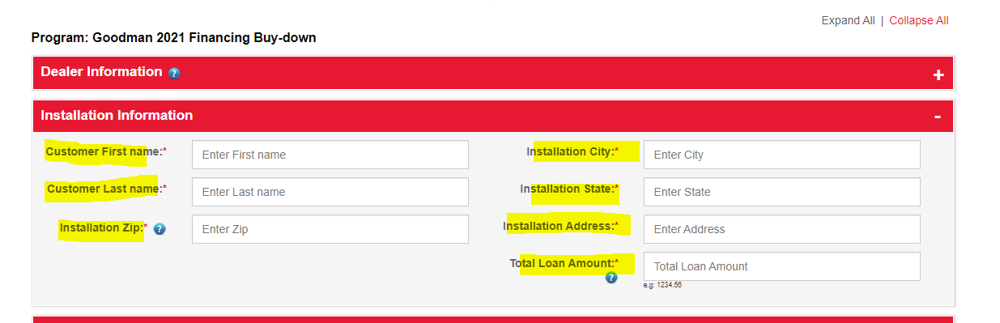 Expand All | Collapse All
Program: Goodman 2021 Financing Buy-down
Dealer Information ? +
Installation Information -
Customer First name:* Enter First name
Installation City:* Enter City
Customer Last name:* Enter Last name
Installation State:* Enter State
Installation Zip:* ? Enter Zip
Installation Address:* Enter Address
Total Loan Amount:* ? Total Loan Amount
e.g: 1234.56